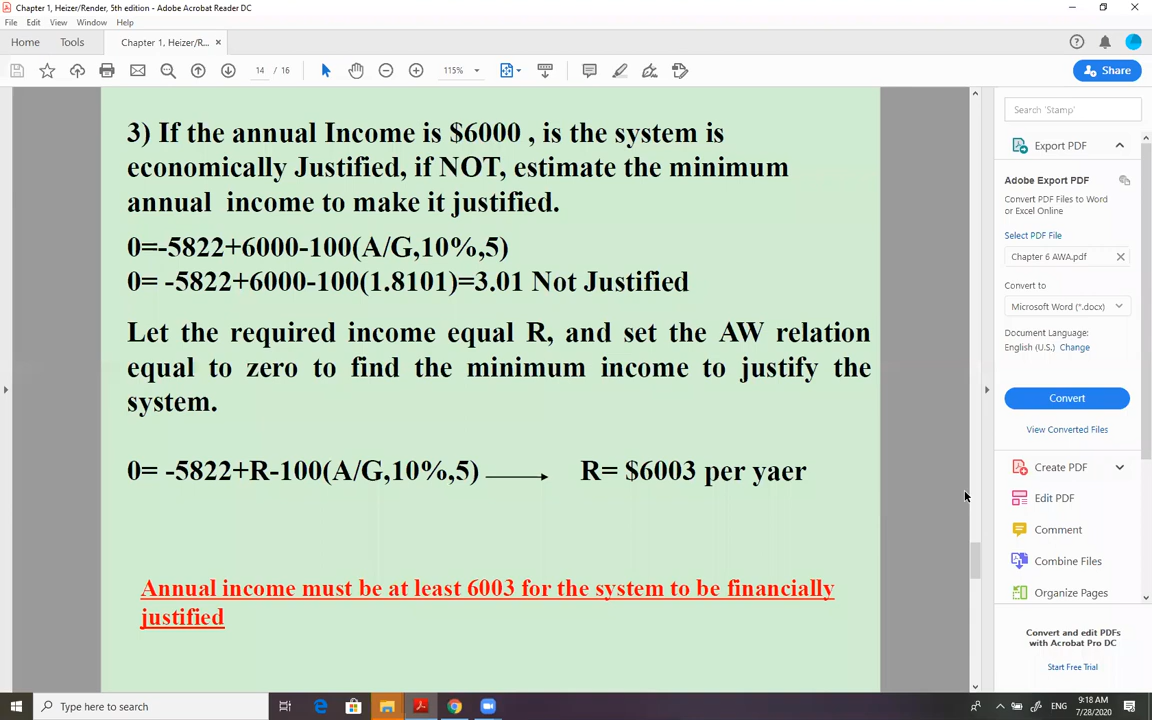 Chapter 1, Heizer/Render, 5th edition - Adobe Acrobat Reader DC
File Edit View Window Help
Home Tools Chapter 1, Heizer/R... ×
14 / 16 115% Share
3) If the annual Income is $6000 , is the system is
economically Justified, if NOT, estimate the minimum
annual income to make it justified.
0=-5822+6000-100(A/G,10%,5)
0= -5822+6000-100(1.8101)=3.01 Not Justified
Let the required income equal R, and set the AW relation
equal to zero to find the minimum income to justify the
system.
0= -5822+R-100(A/G,10%,5) R= $6003 per yaer
Annual income must be at least 6003 for the system to be financially
justified
Search 'Stamp'
Export PDF
Adobe Export PDF
Convert PDF Files to Word
or Excel Online
Select PDF File
Chapter 6 AWA.pdf
Convert to
Microsoft Word (*.docx)
Document Language:
English (U.S.) Change
Convert
View Converted Files
Create PDF
Edit PDF
Comment
Combine Files
Organize Pages
Convert and edit PDFs
with Acrobat Pro DC
Start Free Trial
Type here to search
ENG
9:18 AM
7/28/2020